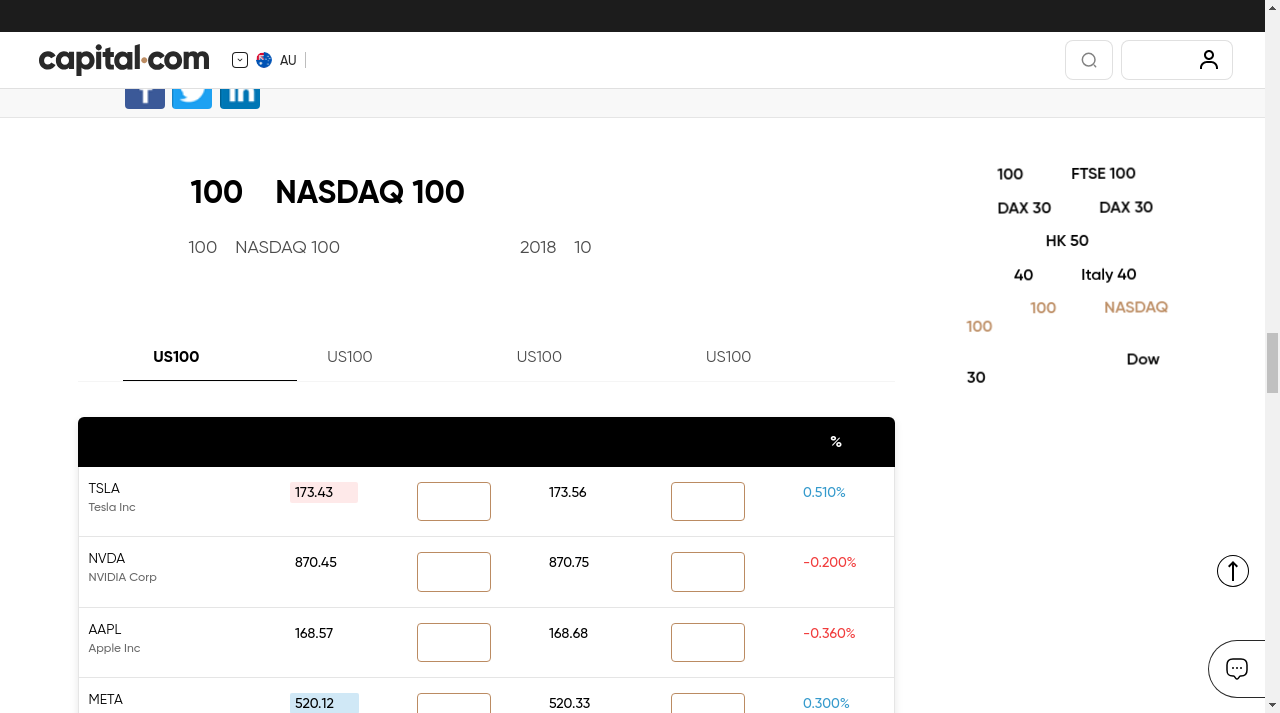 capital.com
AU
100 NASDAQ 100
100 NASDAQ 100 2018 10
US100 US100 US100 US100
%
TSLA 173.43 173.56 0.510%
Tesla Inc
NVDA 870.45 870.75 -0.200%
NVIDIA Corp
AAPL 168.57 168.68 -0.360%
Apple Inc
META 520.12 520.33 0.300%
100 FTSE 100
DAX 30 DAX 30
HK 50
40 Italy 40
100 NASDAQ
100
Dow
30